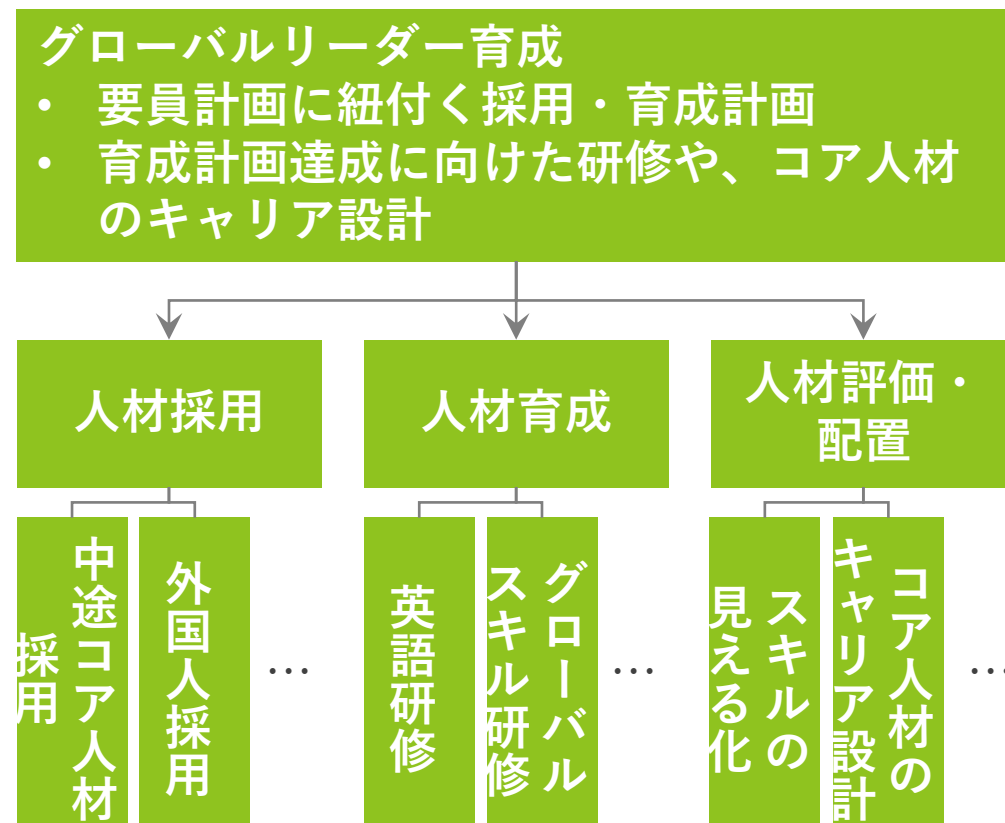 グローバルリーダー育成
• 要員計画に紐付く採用・育成計画
• 育成計画達成に向けた研修や、コア人材
のキャリア設計
人材採用
人材育成
人材評価・
配置
中途コア人材
採用
外国人採用
…
英語研修
グローバル
スキル研修
…
スキルの
見える化
コア人材の
キャリア設計
…